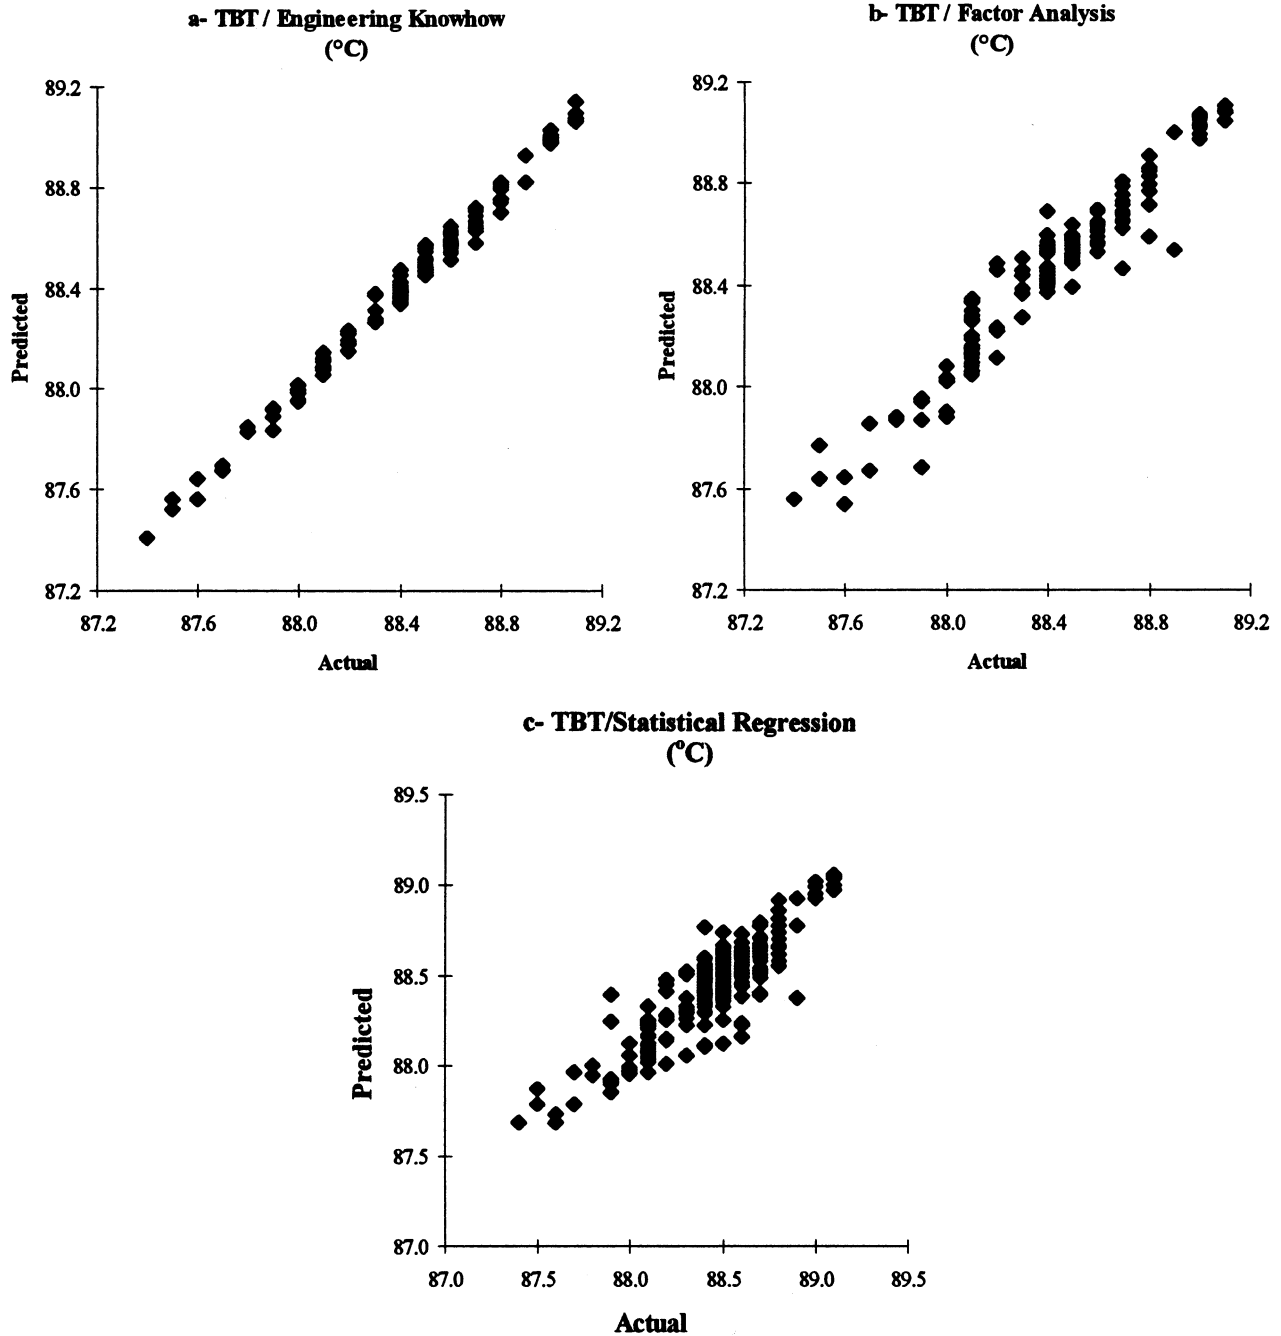 a- TBT / Engineering Knowhow
(°C)
89.2
88.8
88.4
88.0
87.6
87.2
Predicted
87.2 87.6 88.0 88.4 88.8 89.2
Actual
b- TBT / Factor Analysis
(°C)
89.2
88.8
88.4
88.0
87.6
87.2
Predicted
87.2 87.6 88.0 88.4 88.8 89.2
Actual
c- TBT/Statistical Regression
(°C)
89.5
89.0
88.5
88.0
87.5
87.0
Predicted
87.0 87.5 88.0 88.5 89.0 89.5
Actual